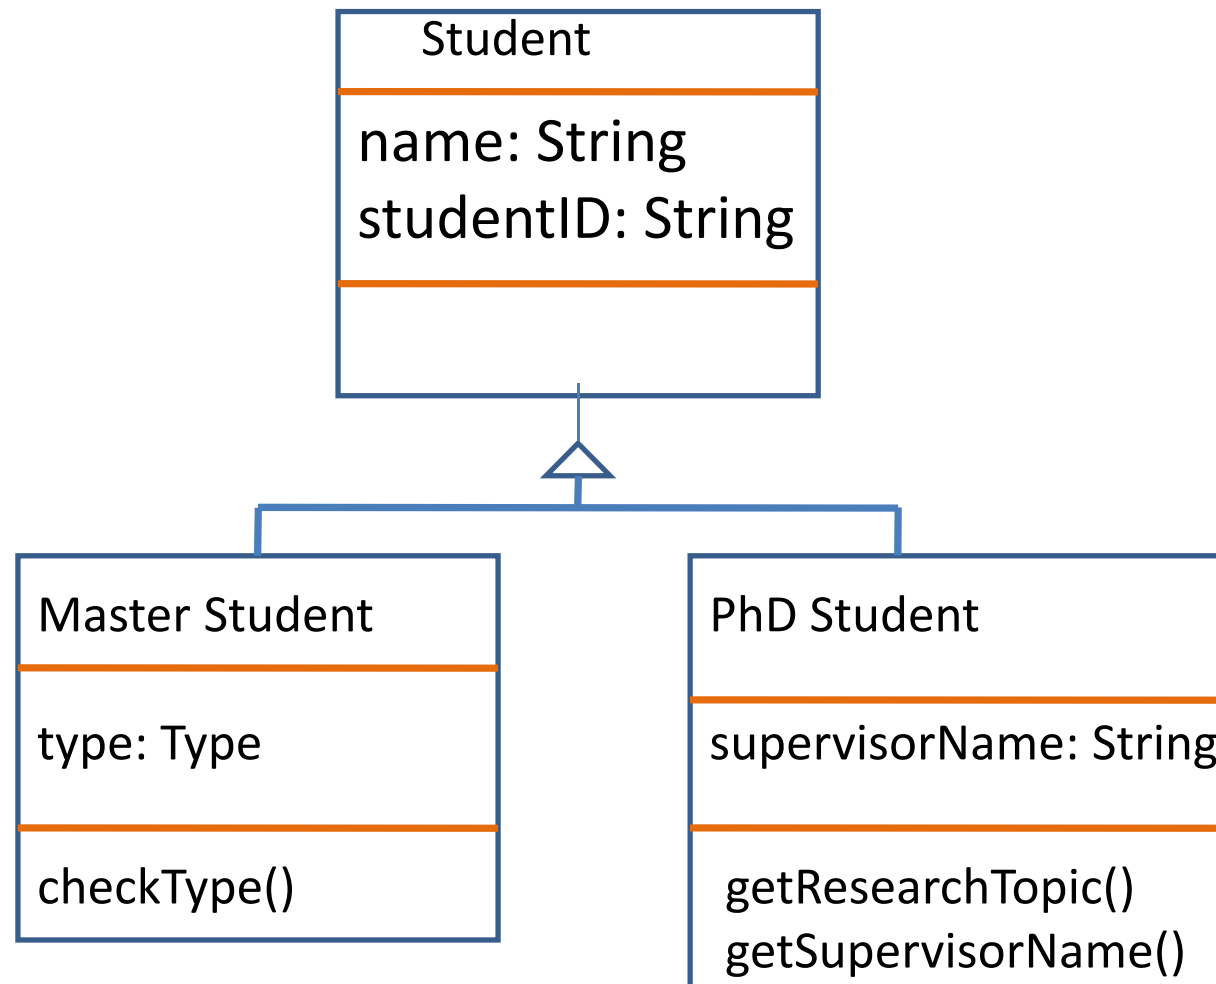 Student
name: String
studentID: String
Master Student
type: Type
checkType()
PhD Student
supervisorName: String
getResearchTopic()
getSupervisorName()